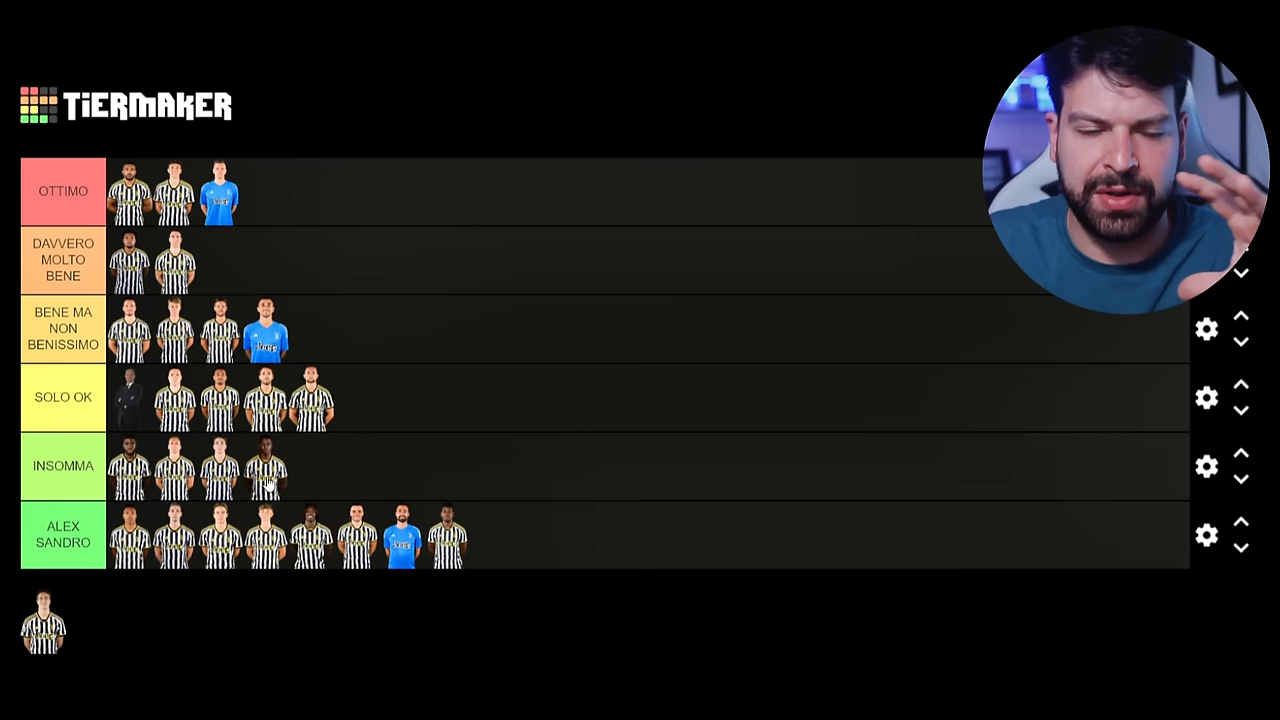 TiERMAKER
OTTIMO
DAVVERO
MOLTO
BENE
BENE MA
NON
BENISSIMO
SOLO OK
INSOMMA
ALEX
SANDRO